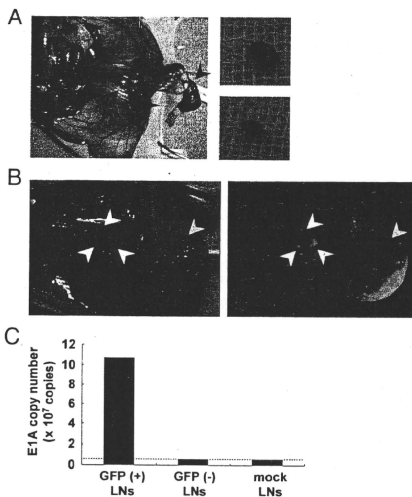 A
B
C
E1A copy number
(x 10⁷ copies)
12
10
8
6
4
2
0
GFP (+)
LNs
GFP (-)
LNs
mock
LNs